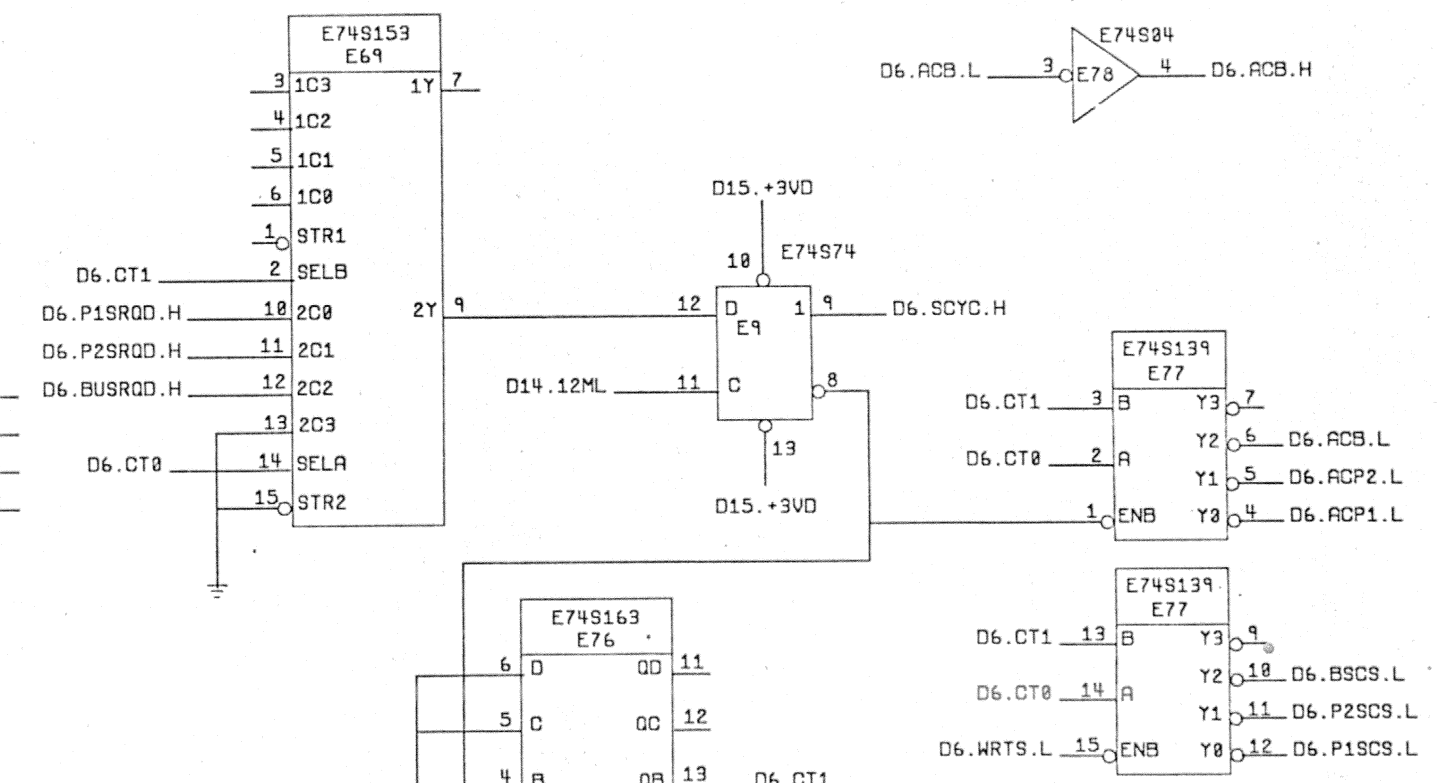 E74S153
E69
3 1C3 1Y 7
4 1C2
5 1C1
6 1C0
1 STR1
D6.CT1 2 SELB
D6.P1SRQD.H 10 2C0 2Y 9
D6.P2SRQD.H 11 2C1
D6.BUSRQD.H 12 2C2
13 2C3
D6.CT0 14 SELA
15 STR2
E74S04
D6.ACB.L 3 E78 4 D6.ACB.H
D15.+3VD
10 E74S74
12 D 1 9 D6.SCYC.H
E9
D14.12ML 11 C 8
13
D15.+3VD
E74S139
E77
D6.CT1 3 B Y3 7
Y2 6 D6.ACB.L
D6.CT0 2 A
Y1 5 D6.ACP2.L
1 ENB Y0 4 D6.ACP1.L
E74S139
E77
D6.CT1 13 B Y3 9
Y2 10 D6.BSCS.L
D6.CT0 14 A
Y1 11 D6.P2SCS.L
D6.WRTS.L 15 ENB Y0 12 D6.P1SCS.L
E74S163
E76
6 D QD 11
5 C QC 12
4 B QB 13 D6.CT1